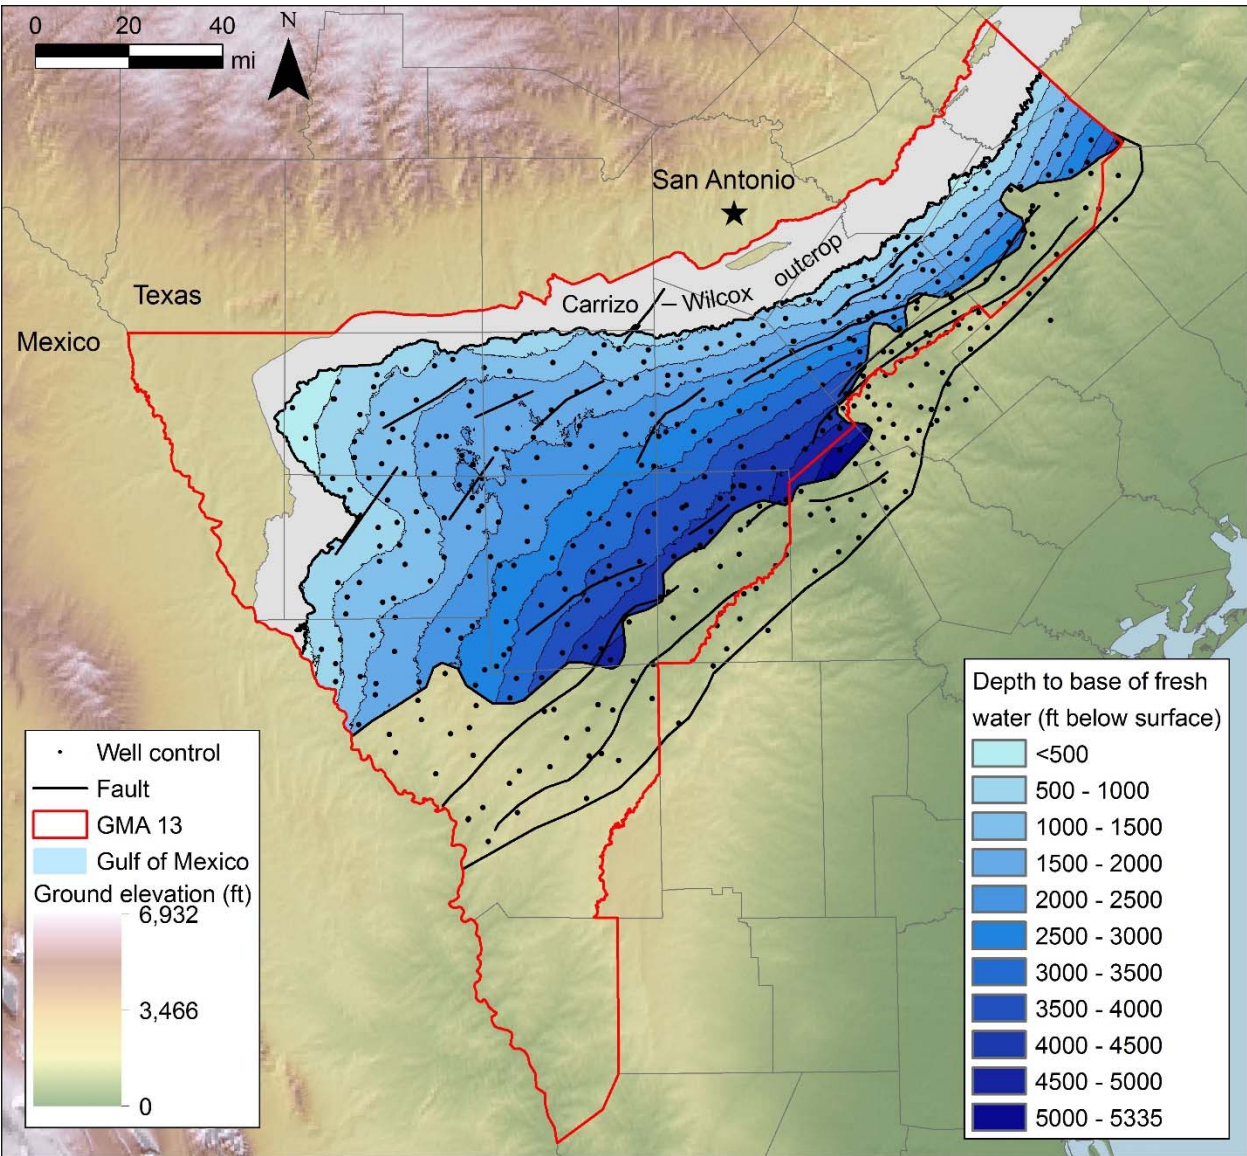 0 20 40
mi
N
San Antonio
Texas
Mexico
Carrizo – Wilcox outcrop
Well control
Fault
GMA 13
Gulf of Mexico
Ground elevation (ft)
6,932
3,466
0
Depth to base of fresh
water (ft below surface)
<500
500 - 1000
1000 - 1500
1500 - 2000
2000 - 2500
2500 - 3000
3000 - 3500
3500 - 4000
4000 - 4500
4500 - 5000
5000 - 5335